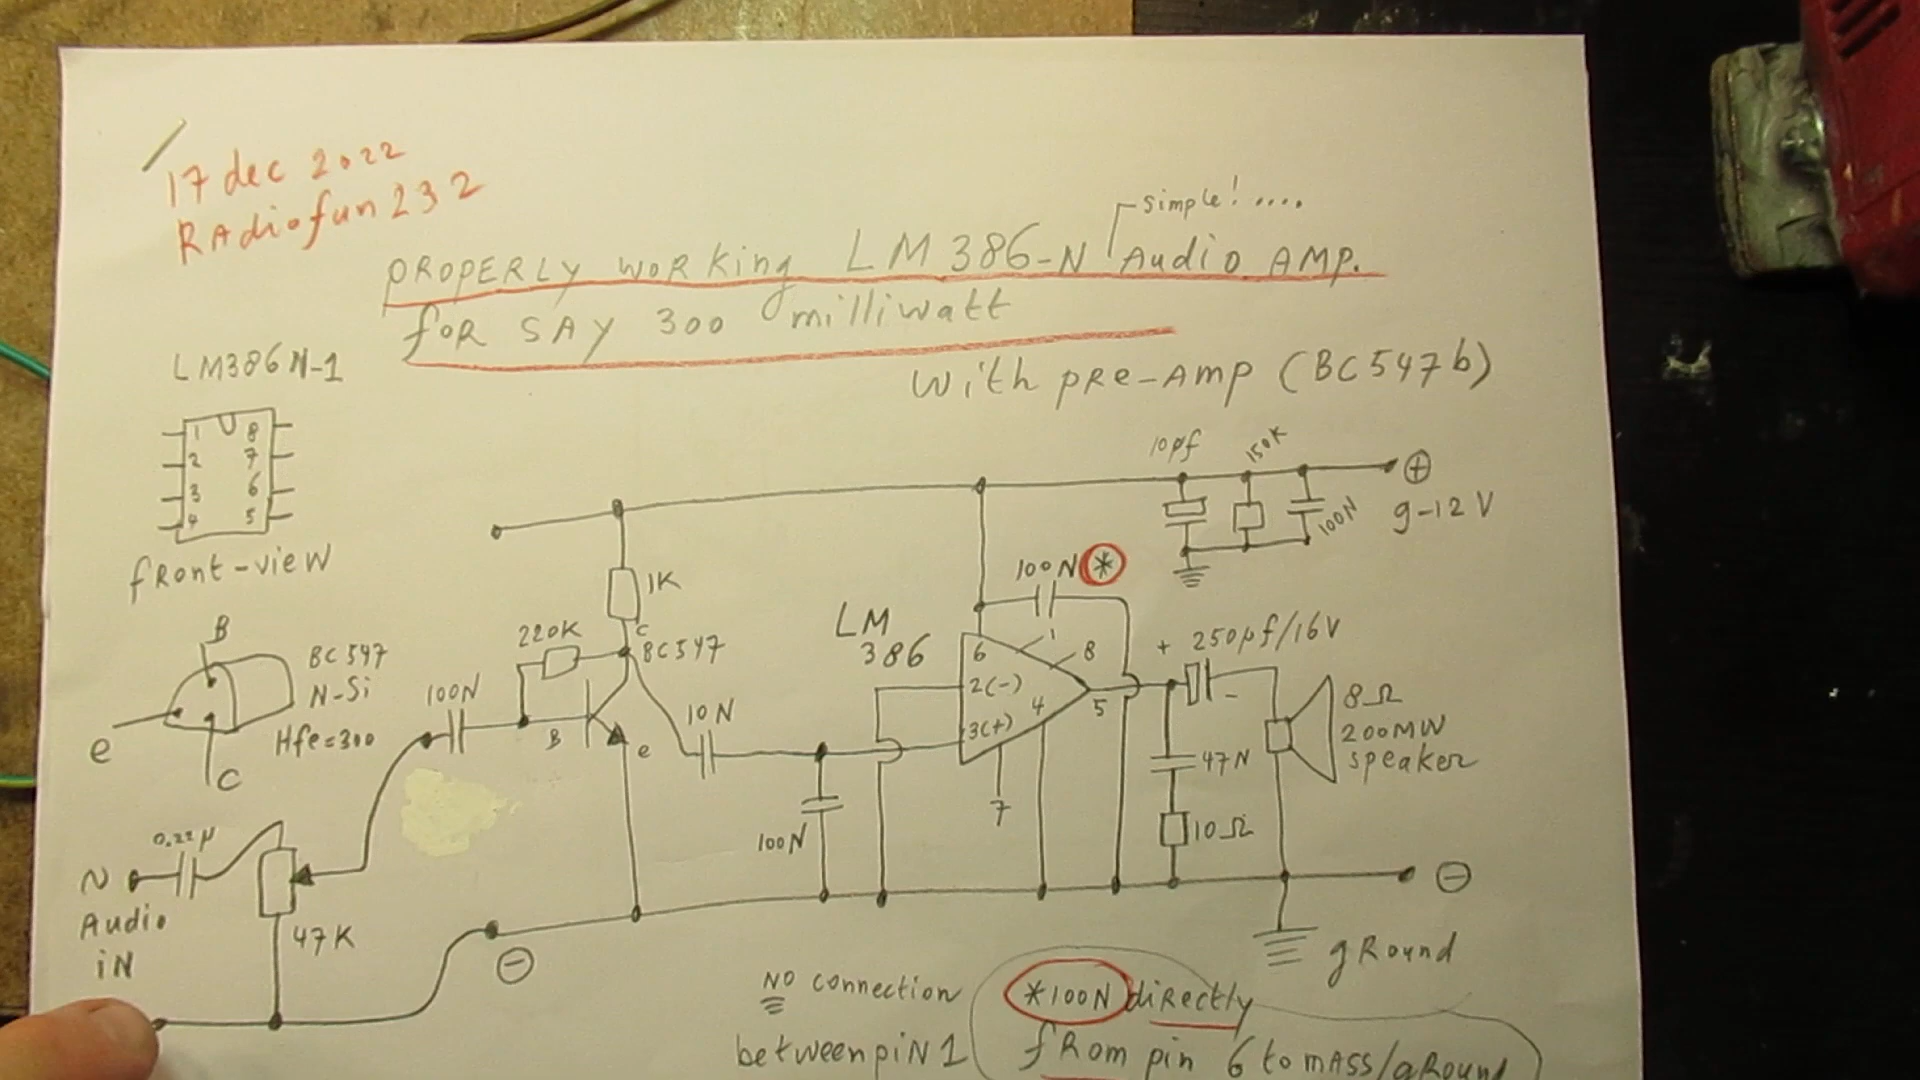 17 dec 2022
RAdiofun232
simple!....
PROPERLY WORKing LM386-N Audio AMP.
foR SAY 300 milliwatt
With pRe-AMP (BC547b)
LM386N-1
1 8
2 7
3 6
4 5
fRont-view
B
BC547
N-Si
Hfe=300
e
C
10µf
150K
100N
+
9-12V
1K
220K
C
BC547
100N
B
e
10N
100N
LM
386
100N*
6
1
8
2(-)
3(+)
4
5
7
+ 250µf/16V
-
8Ω
200MW
speakeR
47N
10Ω
0.22µ
N
Audio
iN
47K
-
-
gRound
NO connection
betweenpiN1
*100N diRectly
fRom pin 6 to mASS/gRound